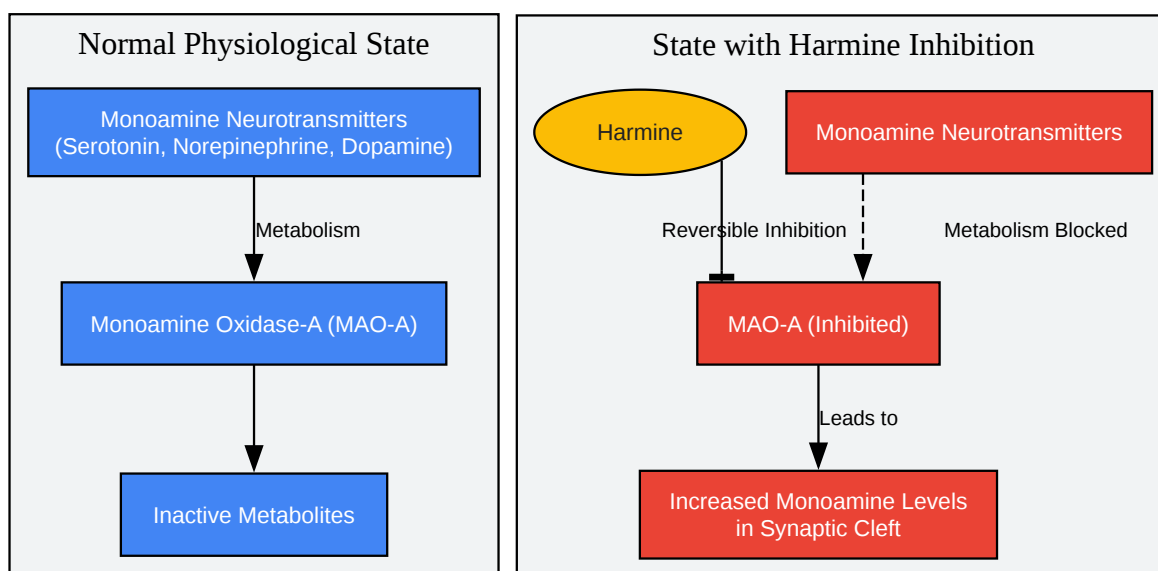 Normal Physiological State
Monoamine Neurotransmitters
(Serotonin, Norepinephrine, Dopamine)
Metabolism
Monoamine Oxidase-A (MAO-A)
Inactive Metabolites
State with Harmine Inhibition
Harmine
Monoamine Neurotransmitters
Reversible Inhibition
Metabolism Blocked
MAO-A (Inhibited)
Leads to
Increased Monoamine Levels
in Synaptic Cleft